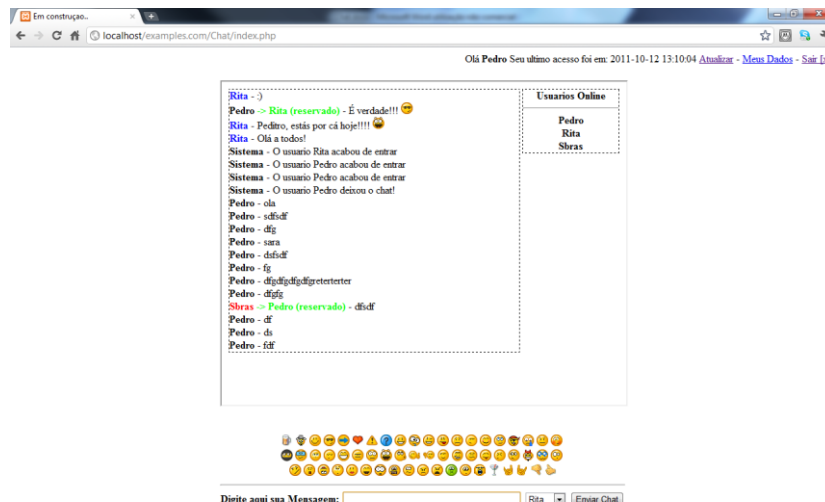 Em construçao..
localhost/examples.com/Chat/index.php
Olá Pedro Seu ultimo acesso foi em: 2011-10-12 13:10:04 Atualizar - Meus Dados - Sair [
Rita - :)
Pedro -> Rita (reservado) - É verdade!!!
Rita - Peditro, estás por cá hoje!!!!
Rita - Olá a todos!
Sistema - O usuario Rita acabou de entrar
Sistema - O usuario Pedro acabou de entrar
Sistema - O usuario Pedro acabou de entrar
Sistema - O usuario Pedro deixou o chat!
Pedro - ola
Pedro - sdfsdf
Pedro - dfg
Pedro - sara
Pedro - dsfsdf
Pedro - fg
Pedro - dfgdfgdfgdfgreterterter
Pedro - dfgfg
Sbras -> Pedro (reservado) - dfsdf
Pedro - df
Pedro - ds
Pedro - fdf
Usuarios Online
Pedro
Rita
Sbras
Digite aqui sua Mensagem: Rita Enviar Chat